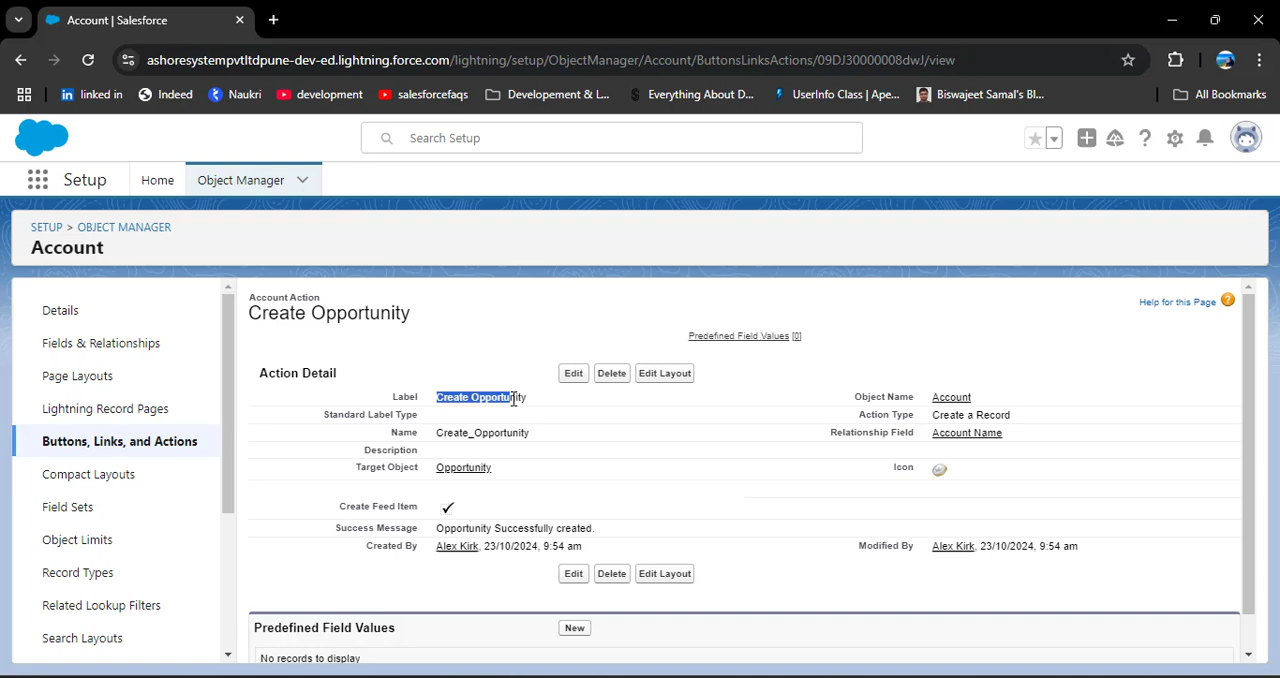 Account | Salesforce
ashoresystempvtltdpune-dev-ed.lightning.force.com/lightning/setup/ObjectManager/Account/ButtonsLinksActions/09DJ30000008dwJ/view
linked in Indeed Naukri development salesforcefaqs Developement & L... Everything About D... UserInfo Class | Ape... Biswajeet Samal's Bl... All Bookmarks
Search Setup
Setup Home Object Manager
SETUP > OBJECT MANAGER
Account
Details
Fields & Relationships
Page Layouts
Lightning Record Pages
Buttons, Links, and Actions
Compact Layouts
Field Sets
Object Limits
Record Types
Related Lookup Filters
Search Layouts
Account Action
Create Opportunity
Help for this Page
Predefined Field Values [0]
Action Detail Edit Delete Edit Layout
Label Create Opportunity Object Name Account
Standard Label Type Action Type Create a Record
Name Create_Opportunity Relationship Field Account Name
Description
Target Object Opportunity Icon
Create Feed Item ✓
Success Message Opportunity Successfully created.
Created By Alex Kirk, 23/10/2024, 9:54 am Modified By Alex Kirk, 23/10/2024, 9:54 am
Edit Delete Edit Layout
Predefined Field Values New
No records to display